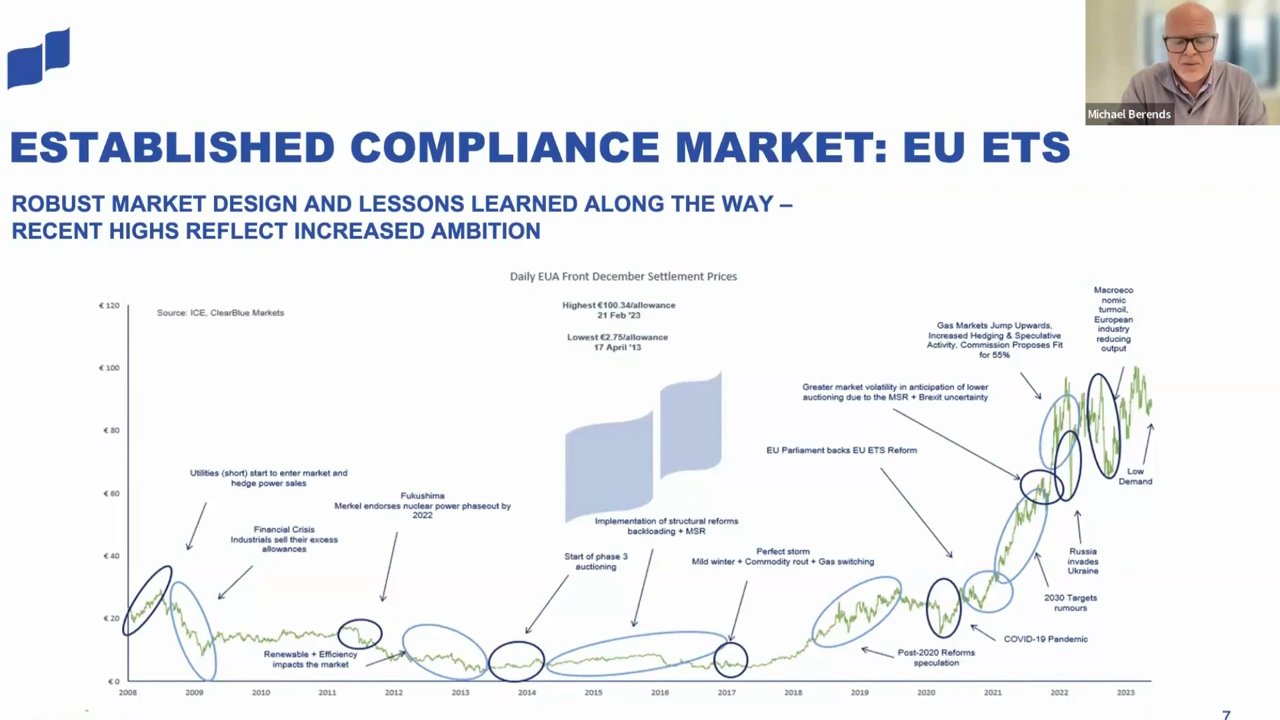 Michael Berends
ESTABLISHED COMPLIANCE MARKET: EU ETS
ROBUST MARKET DESIGN AND LESSONS LEARNED ALONG THE WAY –
RECENT HIGHS REFLECT INCREASED AMBITION
Daily EUA Front December Settlement Prices
Source: ICE, ClearBlue Markets
Highest €100.34/allowance
21 Feb '23
Lowest €2.75/allowance
17 April '13
€ 120
€ 100
€ 80
€ 60
€ 40
€ 20
€ 0
Utilities (short) start to enter market and
hedge power sales
Financial Crisis
Industrials sell their excess
allowances
Fukushima
Merkel endorses nuclear power phaseout by
2022
Renewable + Efficiency
impacts the market
Start of phase 3
auctioning
Implementation of structural reforms
backloading + MSR
Perfect storm
Mild winter + Commodity rout + Gas switching
Post-2020 Reforms
speculation
EU Parliament backs EU ETS Reform
COVID-19 Pandemic
2030 Targets
rumours
Greater market volatility in anticipation of lower
auctioning due to the MSR + Brexit uncertainty
Gas Markets Jump Upwards,
Increased Hedging & Speculative
Activity, Commission Proposes Fit
for 55%
Russia
invades
Ukraine
Macroeco
nomic
turmoil,
European
industry
reducing
output
Low
Demand
2008 2009 2010 2011 2012 2013 2014 2015 2016 2017 2018 2019 2020 2021 2022 2023
7